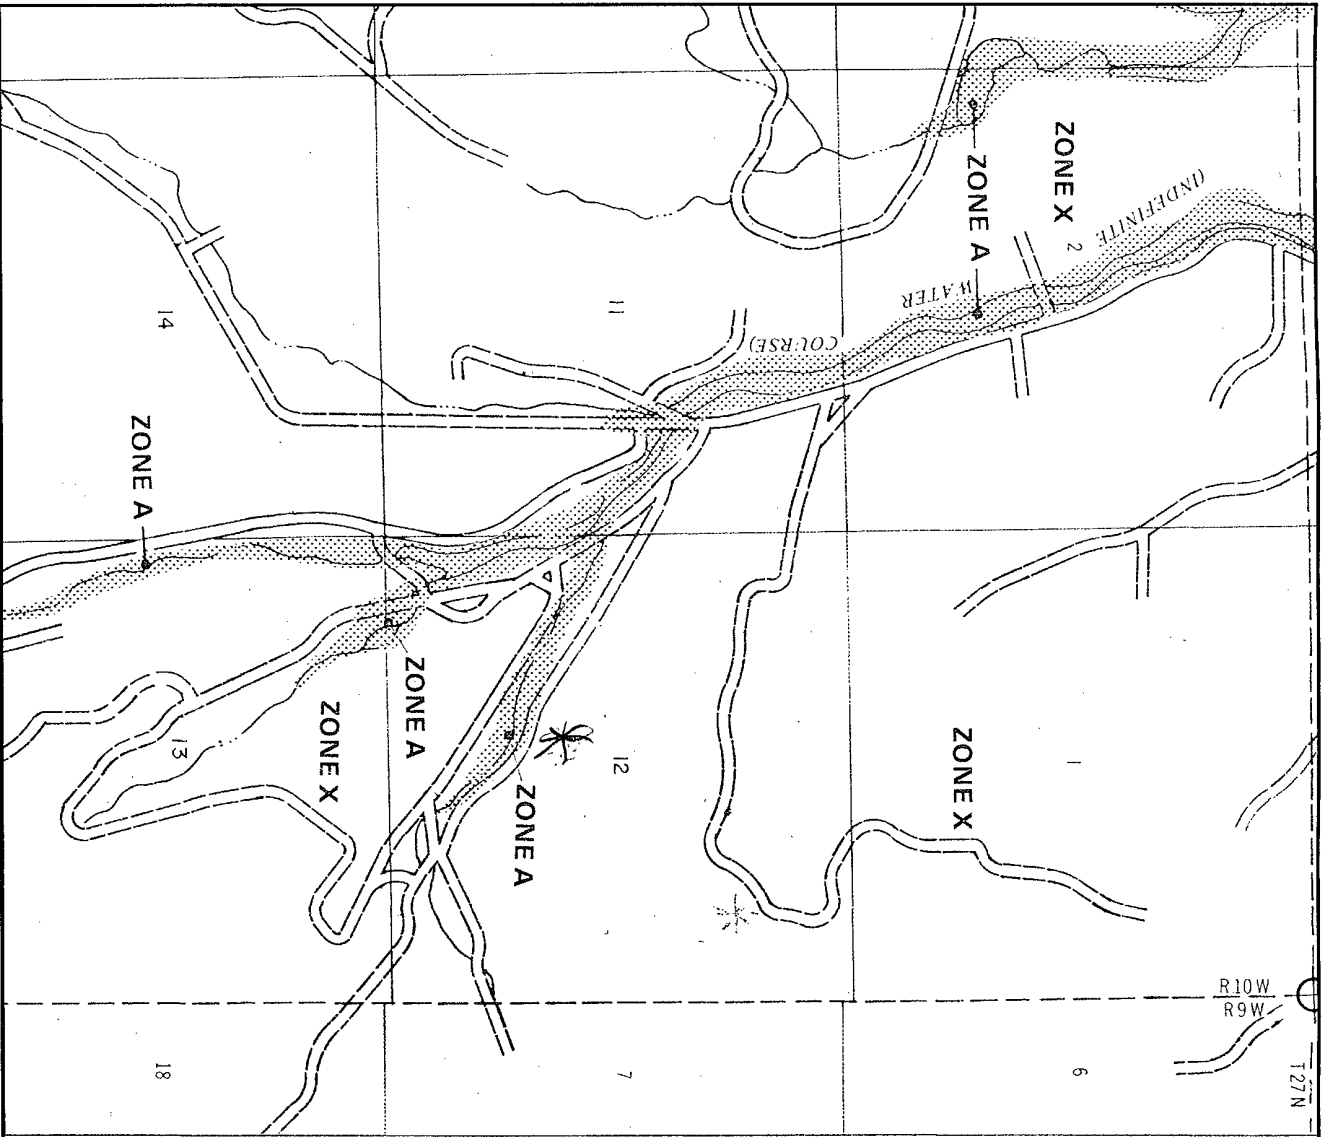 ZONE X
ZONE A
2
(INDEFINITE
WATER
COURSE)
11
14
ZONE A
ZONE A
ZONE X
13
ZONE A
12
ZONE X
1
R10W
R9W
T27N
6
7
18